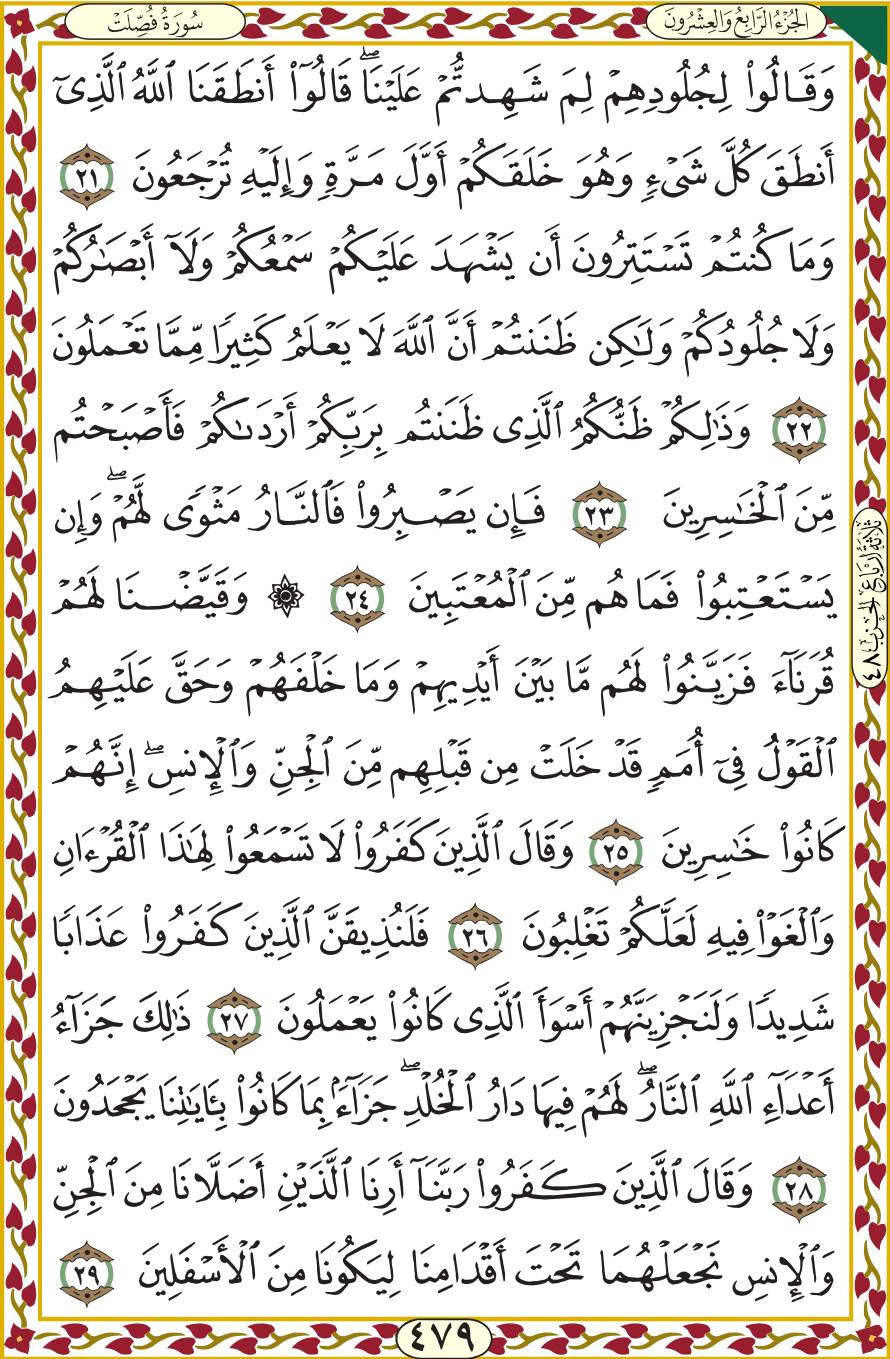 الجُزْءُ الرَّابِعُ وَالعِشْرُونَ
سُورَةُ فُصِّلَتْ
وَقَالُوا۟ لِجُلُودِهِمْ لِمَ شَهِدتُّمْ عَلَيْنَا ۖ قَالُوٓا۟ أَنطَقَنَا ٱللَّهُ ٱلَّذِىٓ
أَنطَقَ كُلَّ شَىْءٍ وَهُوَ خَلَقَكُمْ أَوَّلَ مَرَّةٍ وَإِلَيْهِ تُرْجَعُونَ ٢١
وَمَا كُنتُمْ تَسْتَتِرُونَ أَن يَشْهَدَ عَلَيْكُمْ سَمْعُكُمْ وَلَآ أَبْصَٰرُكُمْ
وَلَا جُلُودُكُمْ وَلَٰكِن ظَنَنتُمْ أَنَّ ٱللَّهَ لَا يَعْلَمُ كَثِيرًا مِّمَّا تَعْمَلُونَ
٢٢ وَذَٰلِكُمْ ظَنُّكُمُ ٱلَّذِى ظَنَنتُم بِرَبِّكُمْ أَرْدَىٰكُمْ فَأَصْبَحْتُم
مِّنَ ٱلْخَٰسِرِينَ ٢٣ فَإِن يَصْبِرُوا۟ فَٱلنَّارُ مَثْوًى لَّهُمْ ۖ وَإِن
يَسْتَعْتِبُوا۟ فَمَا هُم مِّنَ ٱلْمُعْتَبِينَ ٢٤ ۞ وَقَيَّضْنَا لَهُمْ
قُرَنَآءَ فَزَيَّنُوا۟ لَهُم مَّا بَيْنَ أَيْدِيهِمْ وَمَا خَلْفَهُمْ وَحَقَّ عَلَيْهِمُ
ٱلْقَوْلُ فِىٓ أُمَمٍ قَدْ خَلَتْ مِن قَبْلِهِم مِّنَ ٱلْجِنِّ وَٱلْإِنسِ ۖ إِنَّهُمْ
كَانُوا۟ خَٰسِرِينَ ٢٥ وَقَالَ ٱلَّذِينَ كَفَرُوا۟ لَا تَسْمَعُوا۟ لِهَٰذَا ٱلْقُرْءَانِ
وَٱلْغَوْا۟ فِيهِ لَعَلَّكُمْ تَغْلِبُونَ ٢٦ فَلَنُذِيقَنَّ ٱلَّذِينَ كَفَرُوا۟ عَذَابًا
شَدِيدًا وَلَنَجْزِيَنَّهُمْ أَسْوَأَ ٱلَّذِى كَانُوا۟ يَعْمَلُونَ ٢٧ ذَٰلِكَ جَزَآءُ
أَعْدَآءِ ٱللَّهِ ٱلنَّارُ ۖ لَهُمْ فِيهَا دَارُ ٱلْخُلْدِ ۖ جَزَآءًۢ بِمَا كَانُوا۟ بِـَٔايَٰتِنَا يَجْحَدُونَ
٢٨ وَقَالَ ٱلَّذِينَ كَفَرُوا۟ رَبَّنَآ أَرِنَا ٱلَّذَيْنِ أَضَلَّانَا مِنَ ٱلْجِنِّ
وَٱلْإِنسِ نَجْعَلْهُمَا تَحْتَ أَقْدَامِنَا لِيَكُونَا مِنَ ٱلْأَسْفَلِينَ ٢٩
ثلاثة أرباع الحزب ٤٨
٤٧٩